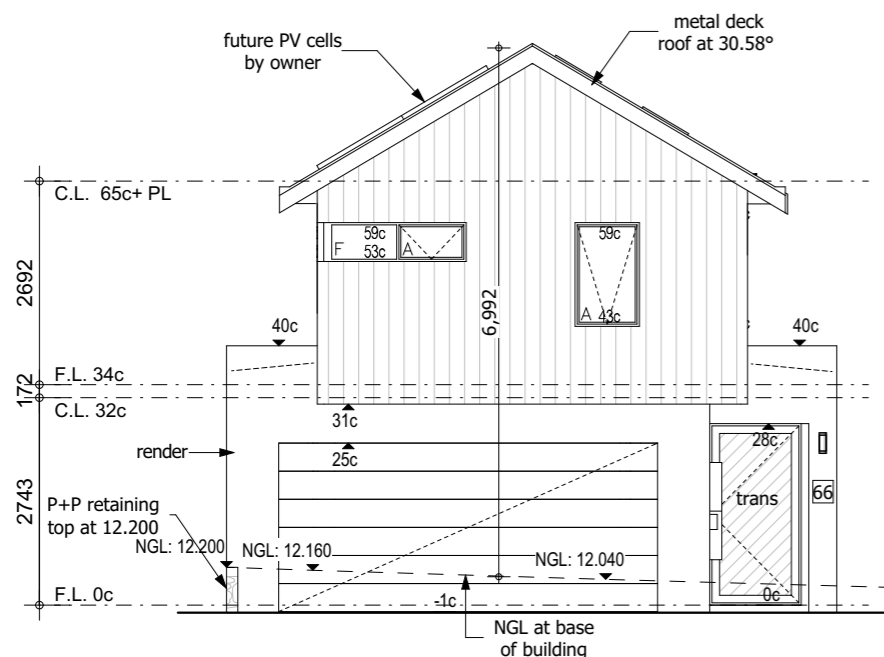 metal deck
roof at 30.58°
future PV cells
by owner
C.L. 65c+ PL
59c
53c
F
A
59c
43c
A
2692
6,992
40c
40c
F.L. 34c
172
C.L. 32c
31c
25c
28c
render
trans
66
2743
P+P retaining
top at 12.200
NGL: 12.200
NGL: 12.160
NGL: 12.040
F.L. 0c
-1c
0c
NGL at base
of building